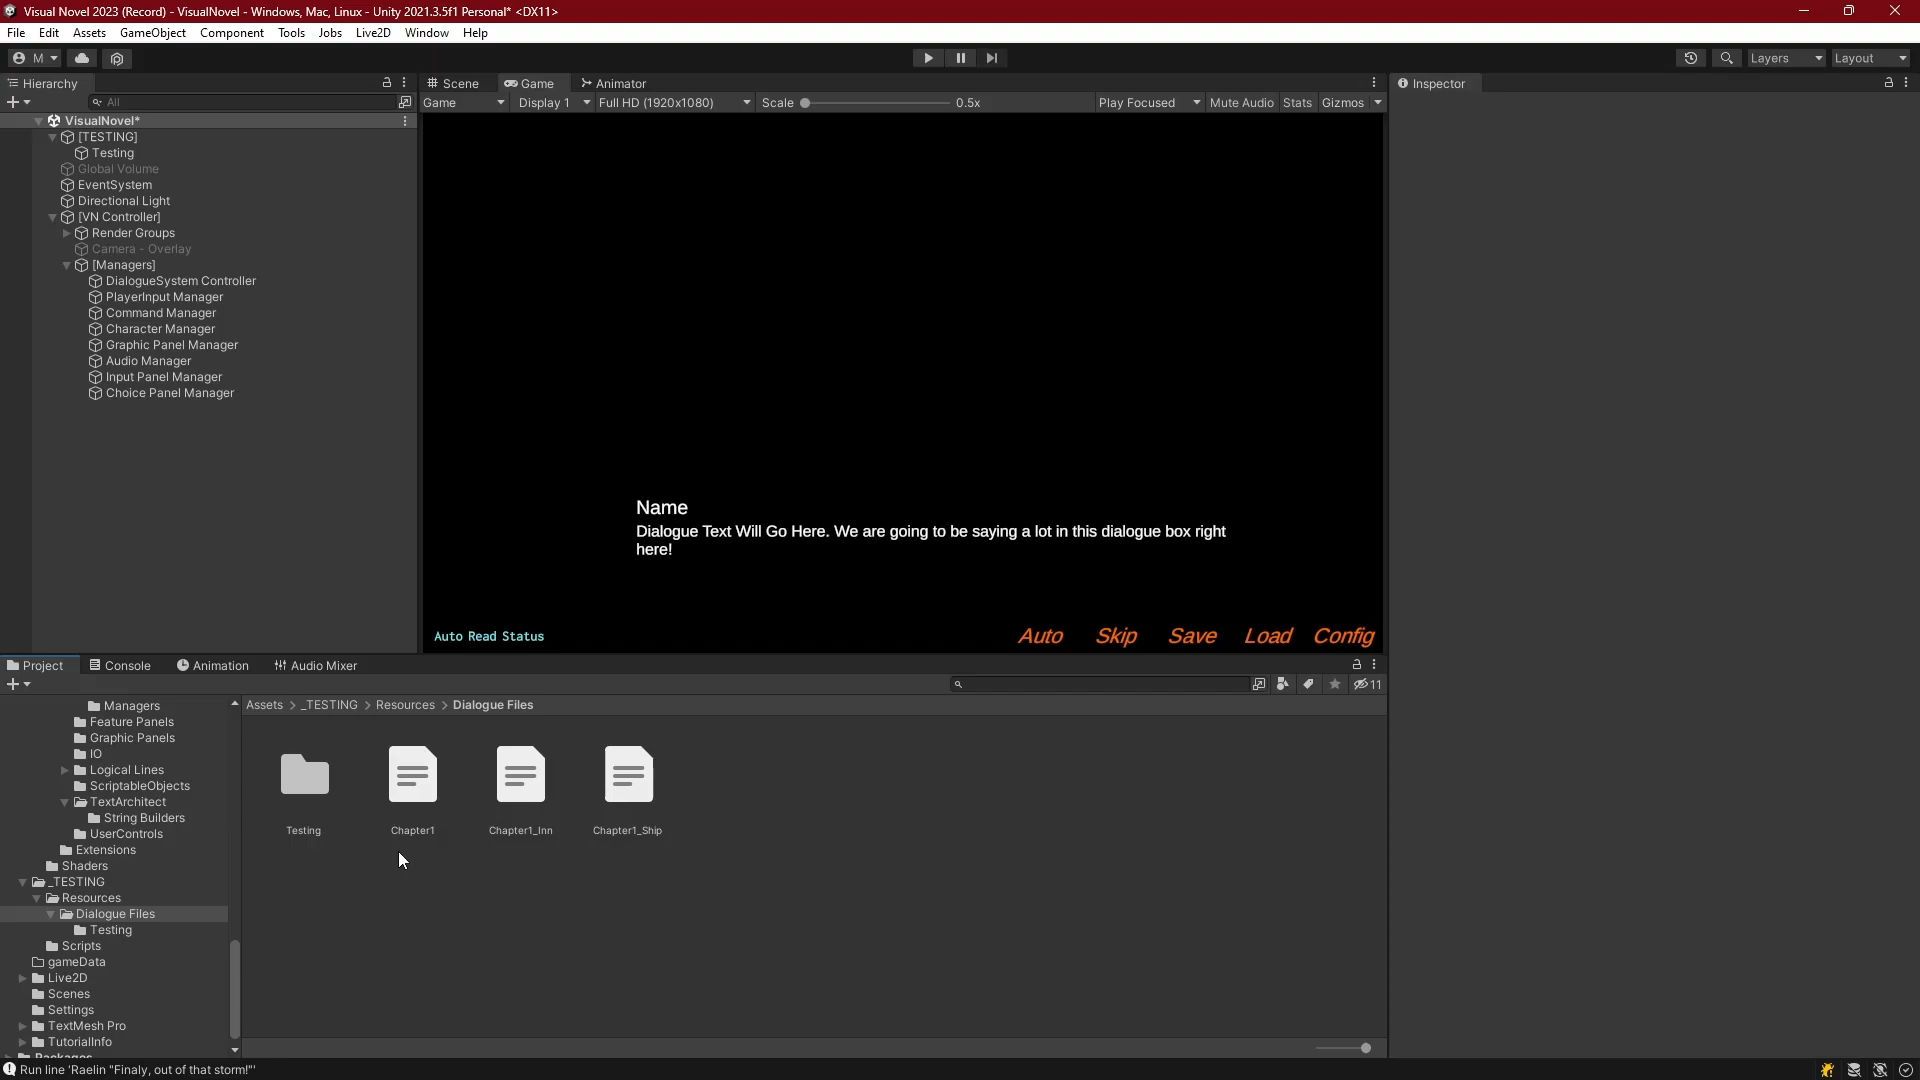 Visual Novel 2023 (Record) - VisualNovel - Windows, Mac, Linux - Unity 2021.3.5f1 Personal* <DX11>
File Edit Assets GameObject Component Tools Jobs Live2D Window Help
M Layers Layout
Hierarchy
All
VisualNovel*
[TESTING]
Testing
Global Volume
EventSystem
Directional Light
[VN Controller]
Render Groups
Camera - Overlay
[Managers]
DialogueSystem Controller
PlayerInput Manager
Command Manager
Character Manager
Graphic Panel Manager
Audio Manager
Input Panel Manager
Choice Panel Manager
Scene Game Animator
Game Display 1 Full HD (1920x1080) Scale 0.5x Play Focused Mute Audio Stats Gizmos
Name
Dialogue Text Will Go Here. We are going to be saying a lot in this dialogue box right
here!
Auto Read Status Auto Skip Save Load Config
Inspector
Project Console Animation Audio Mixer
11
Managers
Feature Panels
Graphic Panels
IO
Logical Lines
ScriptableObjects
TextArchitect
String Builders
UserControls
Extensions
Shaders
_TESTING
Resources
Dialogue Files
Testing
Scripts
gameData
Live2D
Scenes
Settings
TextMesh Pro
TutorialInfo
Packages
Assets > _TESTING > Resources > Dialogue Files
Testing Chapter1 Chapter1_Inn Chapter1_Ship
Run line 'Raelin "Finaly, out of that storm!"'